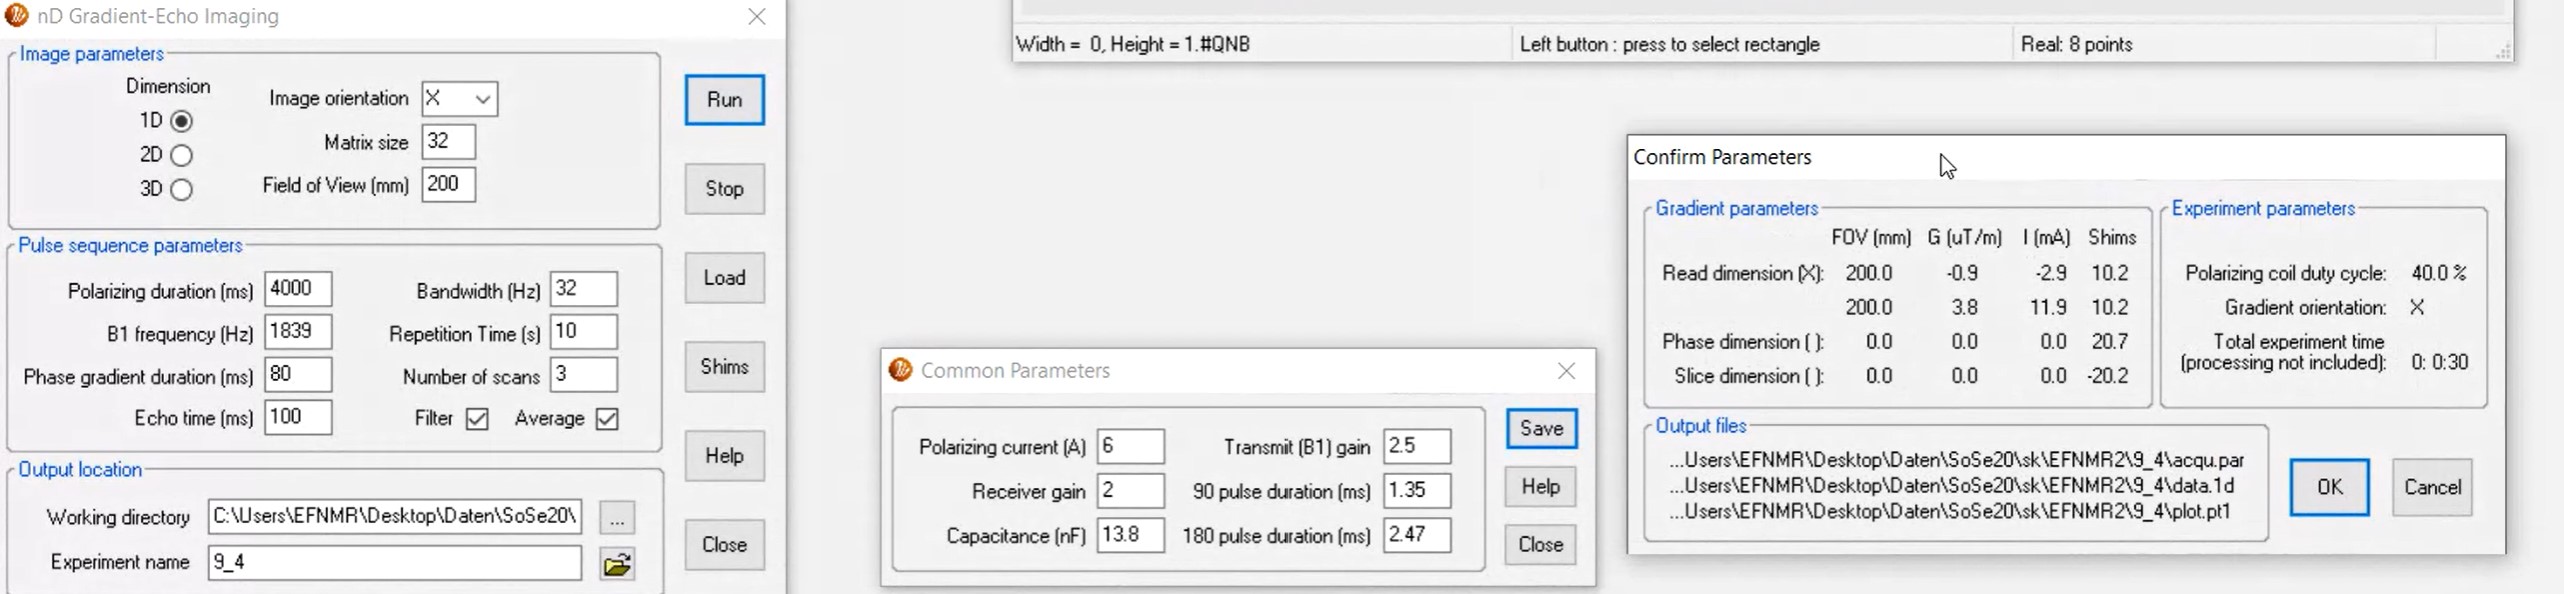 nD Gradient-Echo Imaging
Image parameters
Dimension
1D
2D
3D
Image orientation X
Matrix size 32
Field of View (mm) 200
Run
Stop
Load
Shims
Help
Close
Pulse sequence parameters
Polarizing duration (ms) 4000
Bandwidth (Hz) 32
B1 frequency (Hz) 1839
Repetition Time (s) 10
Phase gradient duration (ms) 80
Number of scans 3
Echo time (ms) 100
Filter
Average
Output location
Working directory C:\Users\EFNMR\Desktop\Daten\SoSe20\
...
Experiment name 9_4
Width = 0, Height = 1.#QNB
Left button : press to select rectangle
Real: 8 points
Common Parameters
Polarizing current (A) 6
Transmit (B1) gain 2.5
Receiver gain 2
90 pulse duration (ms) 1.35
Capacitance (nF) 13.8
180 pulse duration (ms) 2.47
Save
Help
Close
Confirm Parameters
Gradient parameters
FOV (mm) G (uT/m) I (mA) Shims
Read dimension (X): 200.0 -0.9 -2.9 10.2
200.0 3.8 11.9 10.2
Phase dimension ( ): 0.0 0.0 0.0 20.7
Slice dimension ( ): 0.0 0.0 0.0 -20.2
Experiment parameters
Polarizing coil duty cycle: 40.0 %
Gradient orientation: X
Total experiment time
(processing not included): 0: 0:30
Output files
...Users\EFNMR\Desktop\Daten\SoSe20\sk\EFNMR2\9_4\acqu.par
...Users\EFNMR\Desktop\Daten\SoSe20\sk\EFNMR2\9_4\data.1d
...Users\EFNMR\Desktop\Daten\SoSe20\sk\EFNMR2\9_4\plot.pt1
OK
Cancel